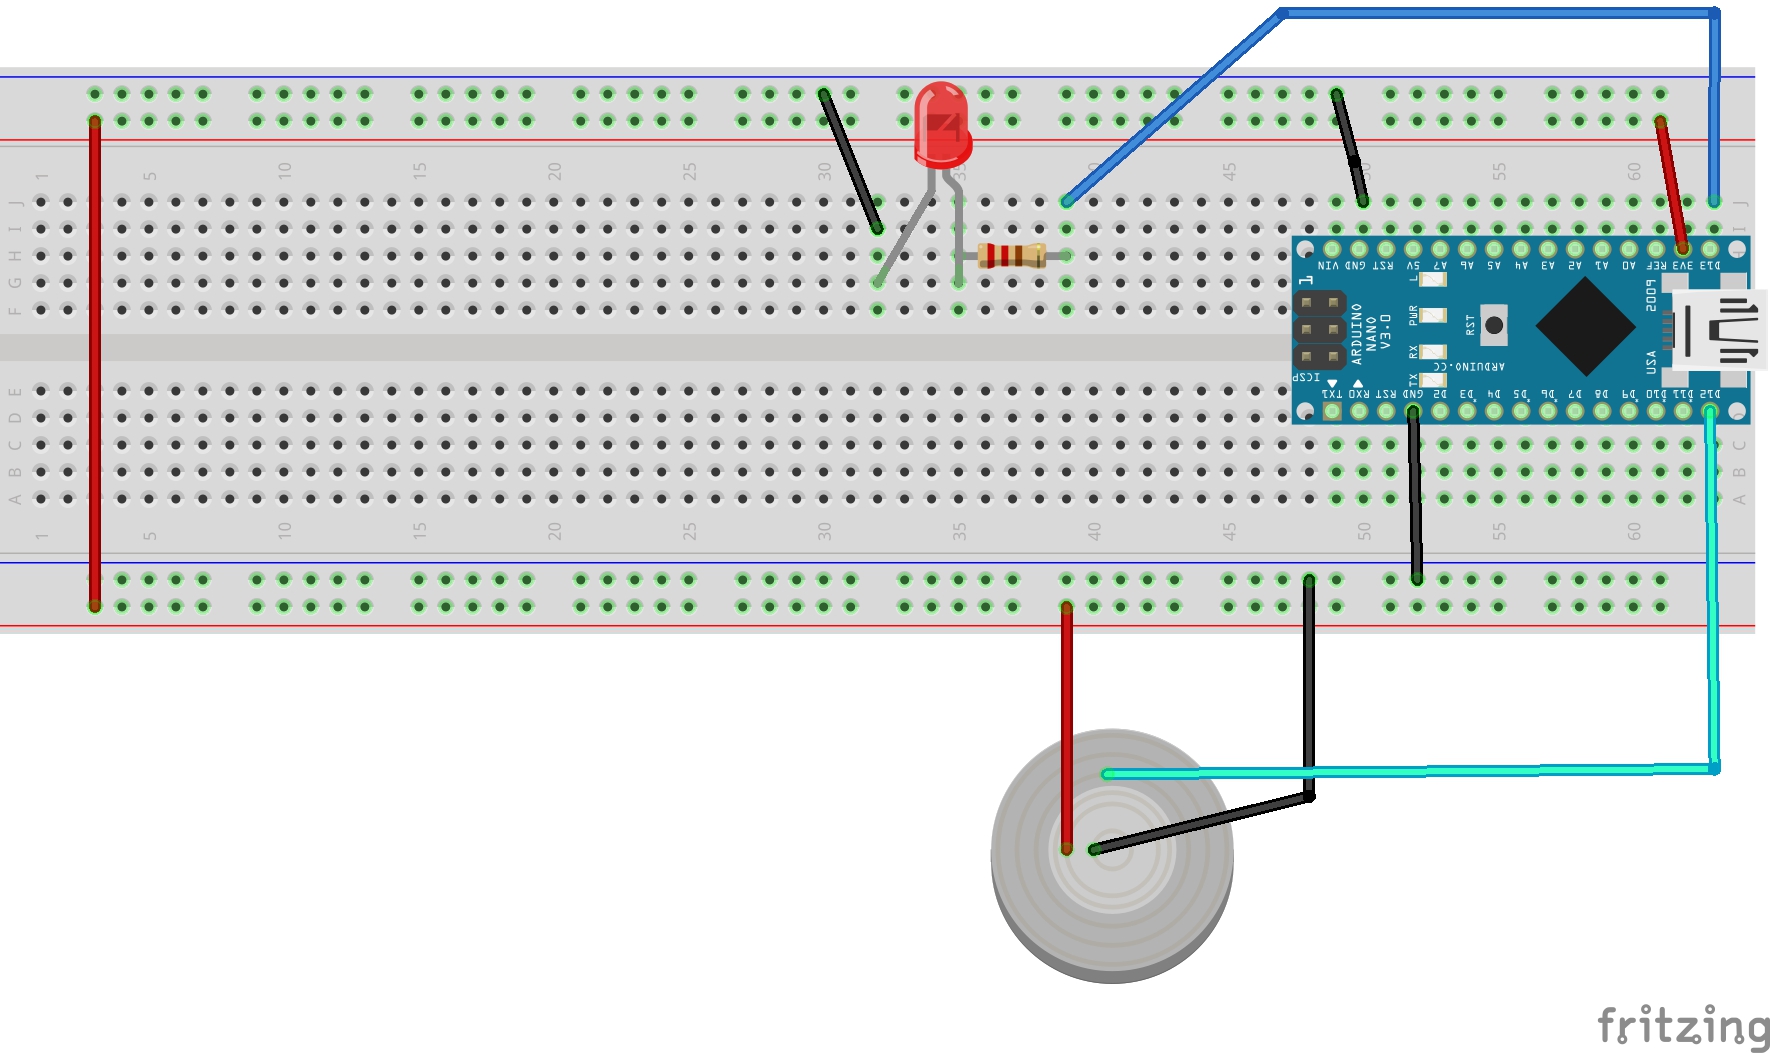 1 5 10 15 20 25 30 35 40 45 50 55 60
J J
I I
H
G
F
VIN GND RST 5V A7 A6 A5 A4 A3 A2 A1 A0 REF 3V3 D13
1
L
PWR
RX
TX
RST
ARDUINO
NANO
V3.0
ARDUINO.CC
ICSP
USA
TX1 RX0 RST GND D2 D3 D4 D5 D6 D7 D8 D9 D10 D11 D12
E
D
C C
B B
A A
1 5 10 15 20 25 30 35 40 45 50 55 60
fritzing